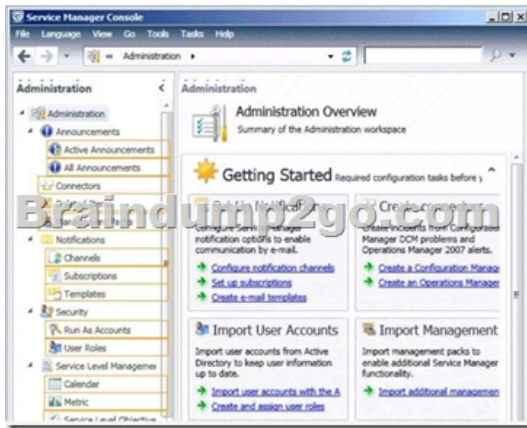 Service Manager Console
File Language View Go Tools Tasks Help
Administration
Administration
Administration
Announcements
Active Announcements
All Announcements
Connectors
Notifications
Channels
Subscriptions
Templates
Security
Run As Accounts
User Roles
Service Level Managemen
Calendar
Metric
Service Level Objective
Administration
Administration Overview
Summary of the Administration workspace
Getting Started Required configuration tasks before y
Braindump2go.com
notification options to enable
communication by e-mail.
Configure notification channels
Set up subscriptions
Create e-mail templates
Manager DCM problems and
Operations Manager 2007 alerts.
Create a Configuration Manag
Create an Operations Manager
Import User Accounts
Import user accounts from Active
Directory to keep user information
up to date.
Import user accounts with the A
Create and assign user roles
Import Management
Import management packs to
enable additional Service Manager
functionality.
Import additional managemen